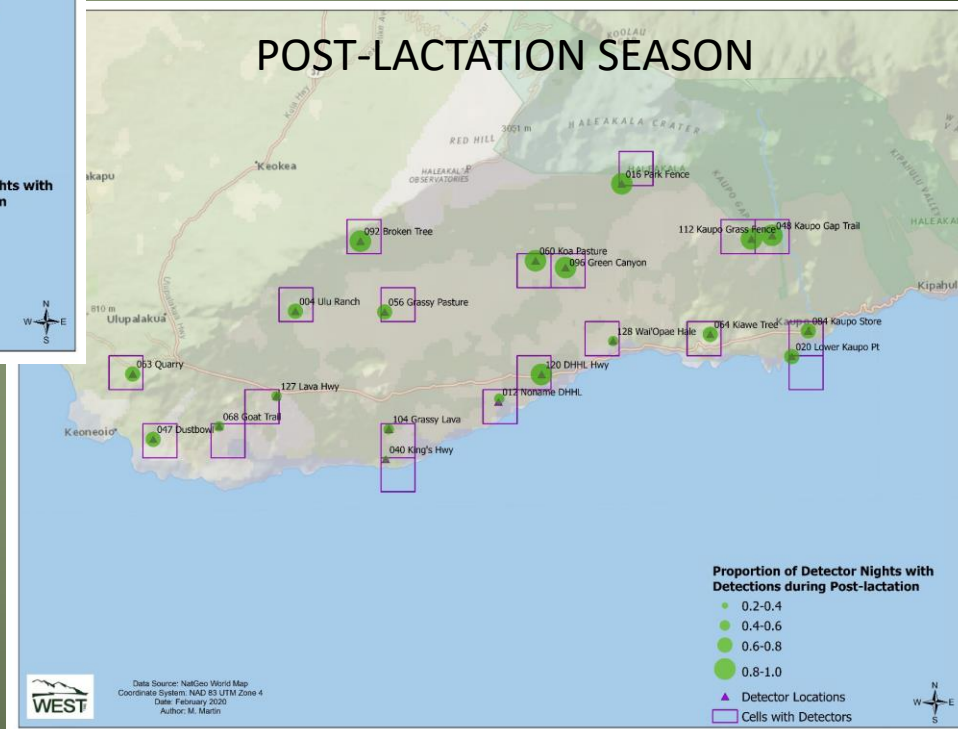 POST-LACTATION SEASON
hts with
n
N
W E
S
akapu
Kula Hwy
Keokea
RED HILL
3051 m
HALEAKALA CRATER
KOOLAU
HALEAKAL
OBSERVATORIES
HALEAKALA
016 Park Fence
KAUPO GAP
KIPAHULU VALLEY
HALEAKA
092 Broken Tree
112 Kaupo Grass Fence
048 Kaupo Gap Trail
060 Koa Pasture
096 Green Canyon
Kipahul
810 m
Ulupalakua
004 Ulu Ranch
056 Grassy Pasture
128 Wai'Opae Hale
064 Kiawe Tree
Kaupo
084 Kaupo Store
020 Lower Kaupo Pt
063 Quarry
120 DHHL Hwy
127 Lava Hwy
012 Noname DHHL
068 Goat Trail
104 Grassy Lava
Keoneoio
047 Dustbowl
040 King's Hwy
Proportion of Detector Nights with
Detections during Post-lactation
0.2-0.4
0.4-0.6
0.6-0.8
0.8-1.0
Detector Locations
Cells with Detectors
WEST
Data Source: NatGeo World Map
Coordinate System: NAD 83 UTM Zone 4
Date: February 2020
Author: M. Martin
N
W E
S